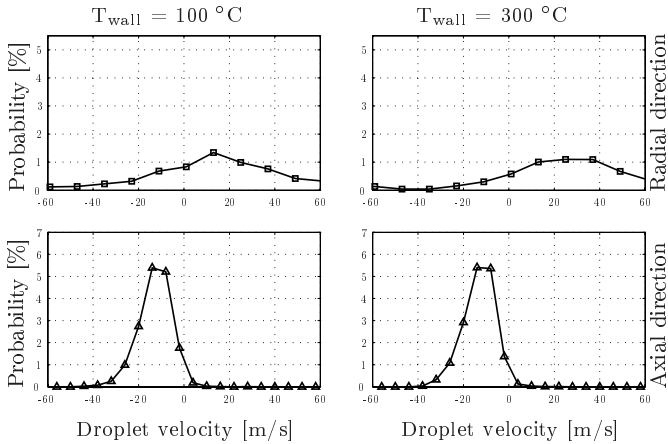 T_wall = 100 °C
T_wall = 300 °C
Probability [%]
5
4
3
2
1
0
-60 -40 -20 0 20 40 60
5
4
3
2
1
0
-60 -40 -20 0 20 40 60
Radial direction
Probability [%]
7
6
5
4
3
2
1
0
-60 -40 -20 0 20 40 60
7
6
5
4
3
2
1
0
-60 -40 -20 0 20 40 60
Axial direction
Droplet velocity [m/s]
Droplet velocity [m/s]